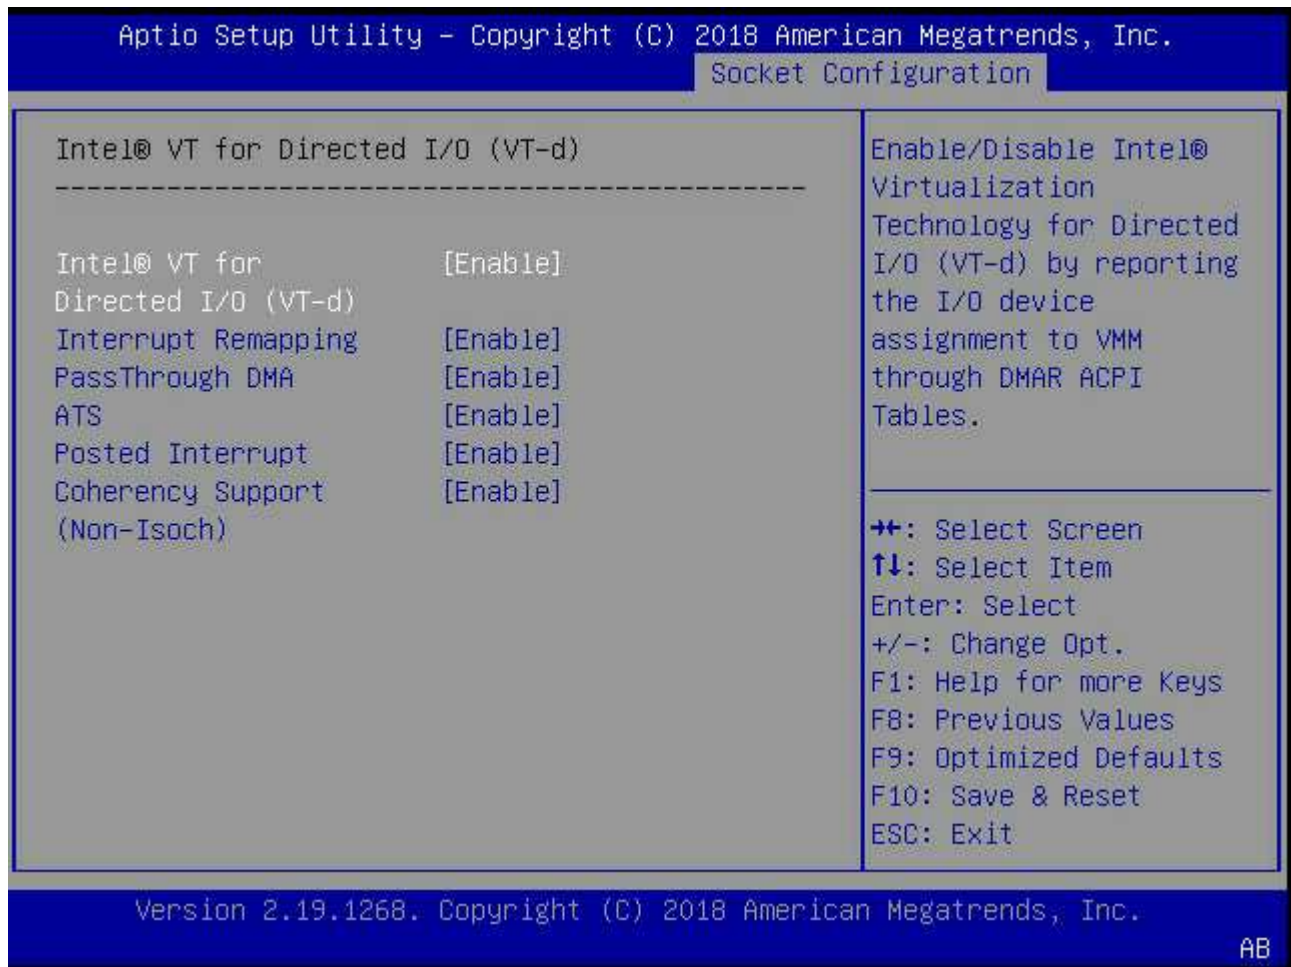 Aptio Setup Utility – Copyright (C) 2018 American Megatrends, Inc.
Socket Configuration
Intel® VT for Directed I/O (VT-d)
-----------------------------------------------
Intel® VT for [Enable]
Directed I/O (VT-d)
Interrupt Remapping [Enable]
PassThrough DMA [Enable]
ATS [Enable]
Posted Interrupt [Enable]
Coherency Support [Enable]
(Non-Isoch)
Enable/Disable Intel®
Virtualization
Technology for Directed
I/O (VT-d) by reporting
the I/O device
assignment to VMM
through DMAR ACPI
Tables.
→←: Select Screen
↑↓: Select Item
Enter: Select
+/-: Change Opt.
F1: Help for more Keys
F8: Previous Values
F9: Optimized Defaults
F10: Save & Reset
ESC: Exit
Version 2.19.1268. Copyright (C) 2018 American Megatrends, Inc.
AB